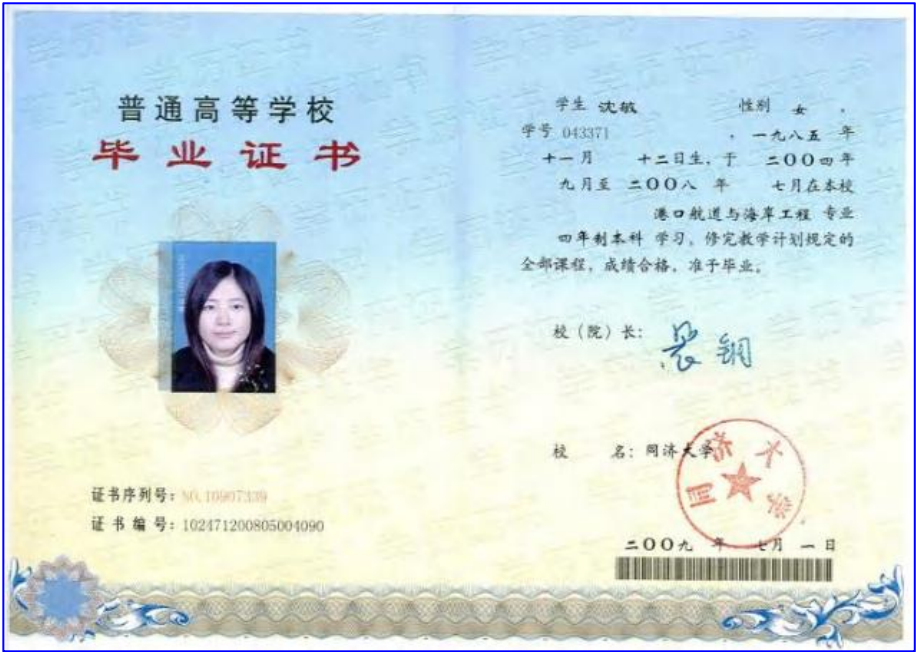 普通高等学校
毕业证书
证书序列号：NO.10907339
证书编号：102471200805004090
学生 沈敏 性别 女，
学号 043371 ，一九八五年
十一月 十二日生，于 二〇〇四年
九月至 二〇〇八 年 七月在本校
港口航道与海岸工程 专业
四年制本科 学习，修完教学计划规定的
全部课程，成绩合格，准予毕业。
校（院）长：
校 名：同济大学
同济大学
二〇〇九 年 七月 一日